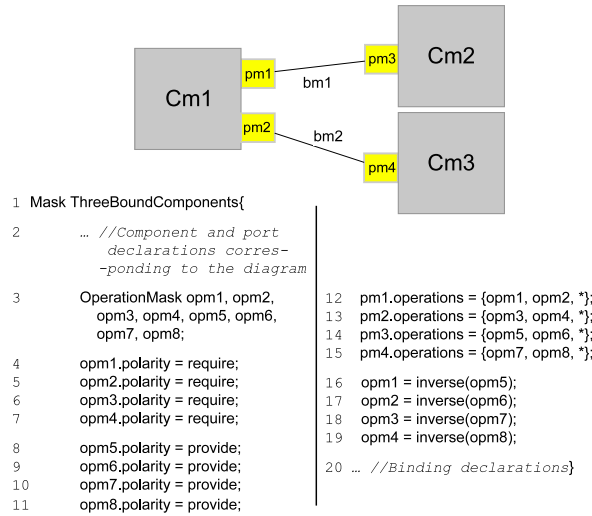 Cm1
pm1
pm2
bm1
bm2
pm3
Cm2
pm4
Cm3
1 Mask ThreeBoundComponents{
2 … //Component and port
declarations corres-
-ponding to the diagram
3 OperationMask opm1, opm2,
opm3, opm4, opm5, opm6,
opm7, opm8;
4 opm1.polarity = require;
5 opm2.polarity = require;
6 opm3.polarity = require;
7 opm4.polarity = require;
8 opm5.polarity = provide;
9 opm6.polarity = provide;
10 opm7.polarity = provide;
11 opm8.polarity = provide;
12 pm1.operations = {opm1, opm2, *};
13 pm2.operations = {opm3, opm4, *};
14 pm3.operations = {opm5, opm6, *};
15 pm4.operations = {opm7, opm8, *};
16 opm1 = inverse(opm5);
17 opm2 = inverse(opm6);
18 opm3 = inverse(opm7);
19 opm4 = inverse(opm8);
20 … //Binding declarations}